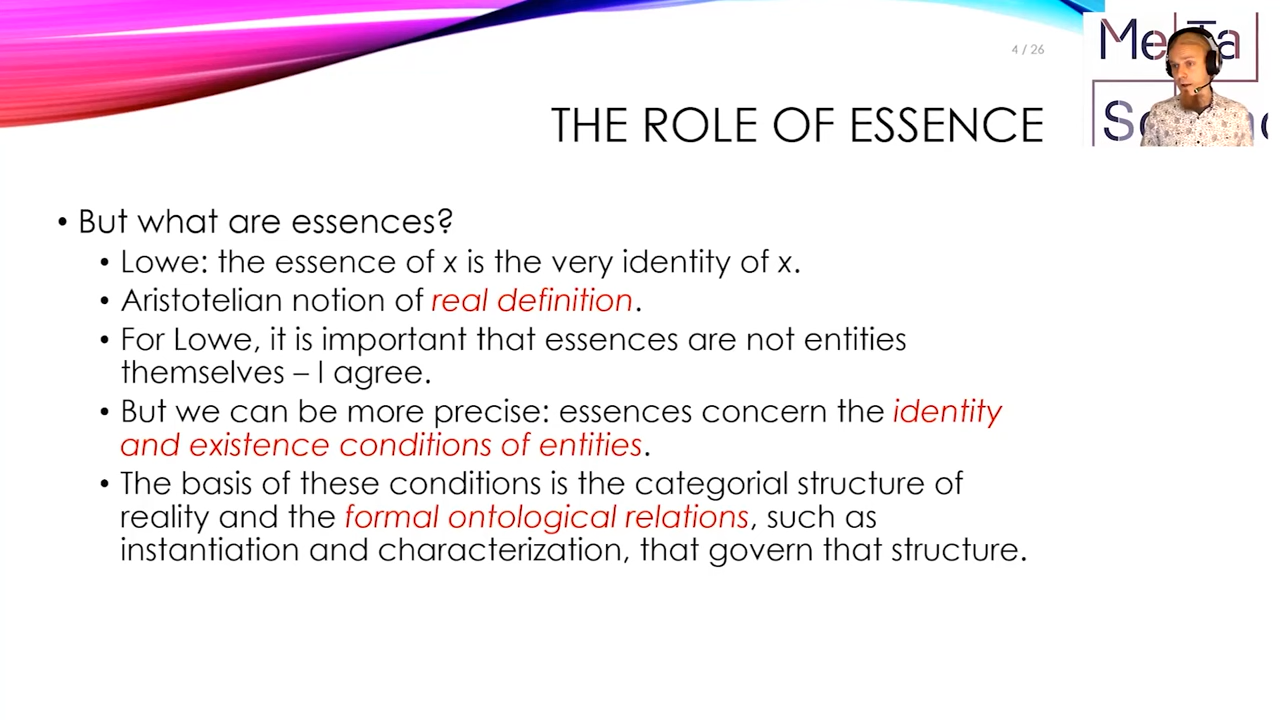 4 / 26
Me Ta
THE ROLE OF ESSENCE
• But what are essences?
• Lowe: the essence of x is the very identity of x.
• Aristotelian notion of real definition.
• For Lowe, it is important that essences are not entities
themselves – I agree.
• But we can be more precise: essences concern the identity
and existence conditions of entities.
• The basis of these conditions is the categorial structure of
reality and the formal ontological relations, such as
instantiation and characterization, that govern that structure.